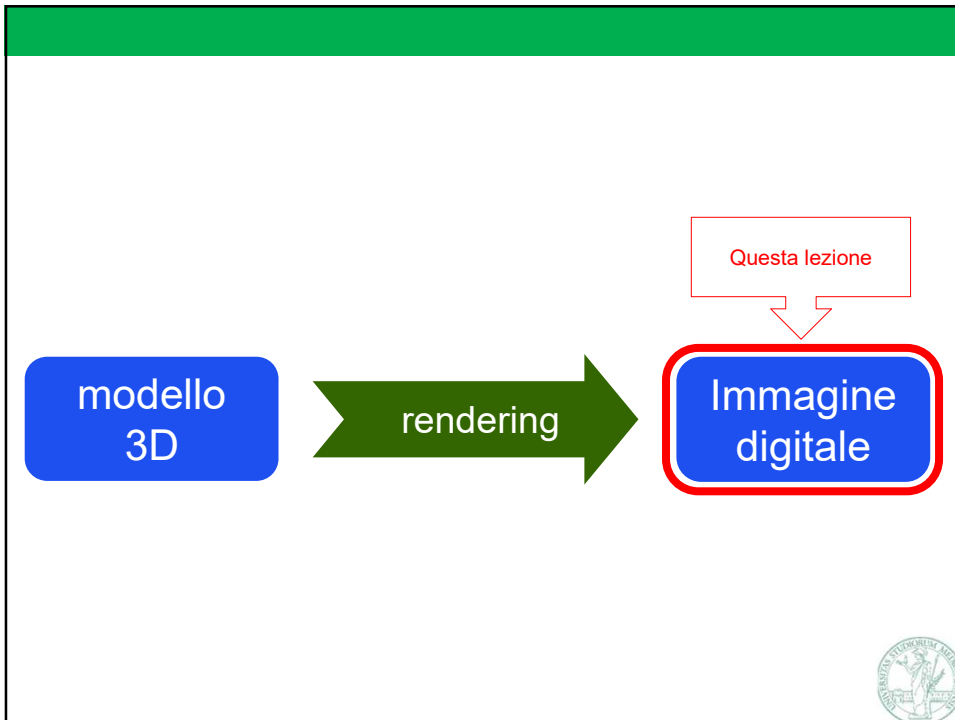 Questa lezione
modello
3D
rendering
Immagine
digitale